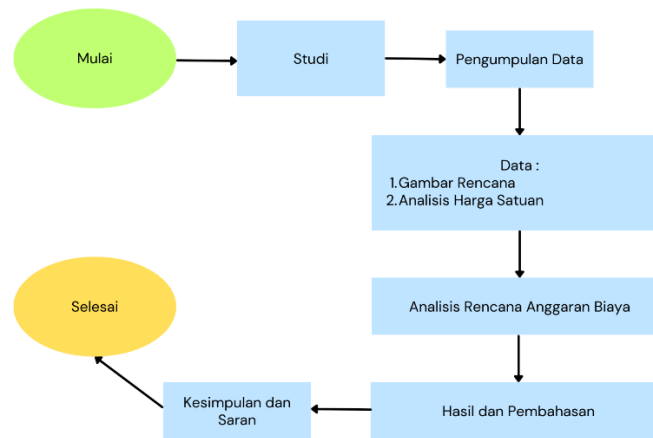 Mulai
Studi
Pengumpulan Data
Data :
1.Gambar Rencana
2.Analisis Harga Satuan
Analisis Rencana Anggaran Biaya
Hasil dan Pembahasan
Kesimpulan dan
Saran
Selesai